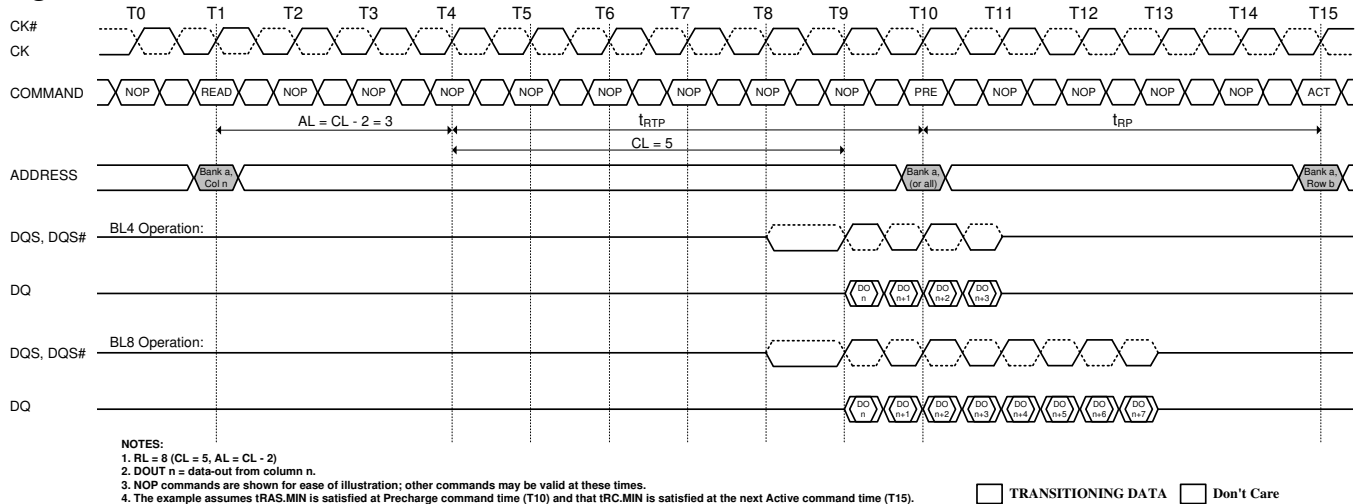 T0 T1 T2 T3 T4 T5 T6 T7 T8 T9 T10 T11 T12 T13 T14 T15
CK#
CK
COMMAND NOP READ NOP NOP NOP NOP NOP NOP NOP NOP PRE NOP NOP NOP NOP ACT
AL = CL - 2 = 3 tRTP tRP
CL = 5
ADDRESS
Bank a, Col n
Bank a, (or all)
Bank a, Row b
BL4 Operation:
DQS, DQS#
DQ
DO n DO n+1 DO n+2 DO n+3
BL8 Operation:
DQS, DQS#
DQ
DO n DO n+1 DO n+2 DO n+3 DO n+4 DO n+5 DO n+6 DO n+7
NOTES:
1. RL = 8 (CL = 5, AL = CL - 2)
2. DOUT n = data-out from column n.
3. NOP commands are shown for ease of illustration; other commands may be valid at these times.
4. The example assumes tRAS.MIN is satisfied at Precharge command time (T10) and that tRC.MIN is satisfied at the next Active command time (T15).
TRANSITIONING DATA Don't Care